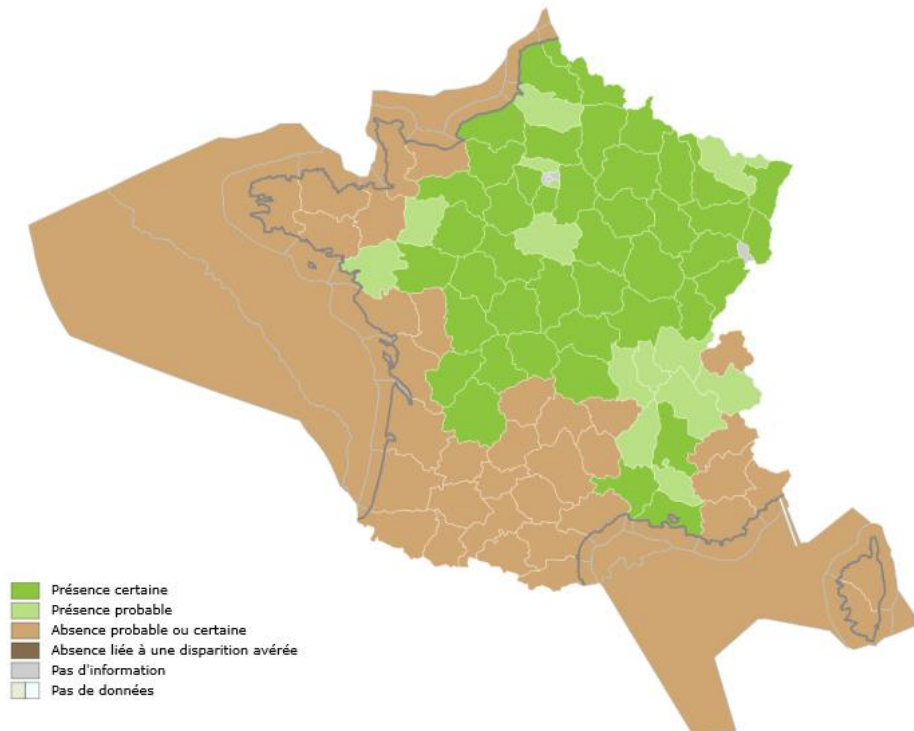 Présence certaine
Présence probable
Absence probable ou certaine
Absence liée à une disparition avérée
Pas d'information
Pas de données